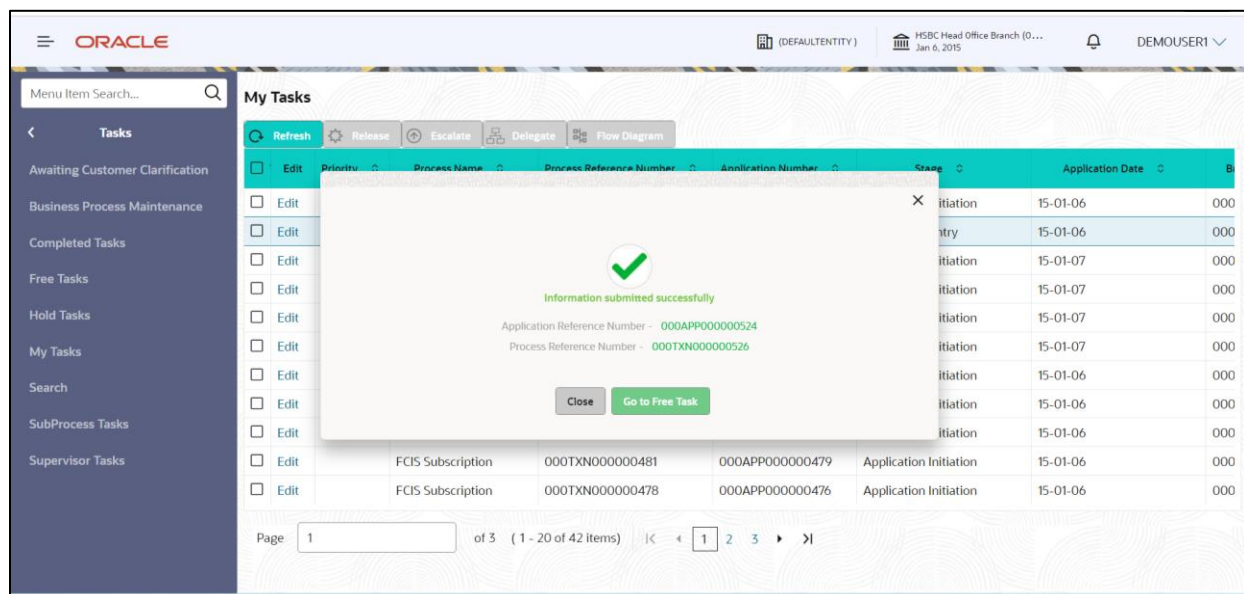 ORACLE
(DEFAULTENTITY)
HSBC Head Office Branch (0...
Jan 6, 2015
DEMOUSER1
Menu Item Search...
Tasks
Awaiting Customer Clarification
Business Process Maintenance
Completed Tasks
Free Tasks
Hold Tasks
My Tasks
Search
SubProcess Tasks
Supervisor Tasks
My Tasks
Refresh Release Escalate Delegate Flow Diagram
Edit Priority Process Name Process Reference Number Application Number Stage Application Date B
Edit itiation 15-01-06 000
Edit ntry 15-01-06 000
Edit itiation 15-01-07 000
Edit itiation 15-01-07 000
Edit itiation 15-01-07 000
Edit itiation 15-01-07 000
Edit itiation 15-01-06 000
Edit itiation 15-01-06 000
Edit itiation 15-01-06 000
Edit FCIS Subscription 000TXN000000481 000APP000000479 Application Initiation 15-01-06 000
Edit FCIS Subscription 000TXN000000478 000APP000000476 Application Initiation 15-01-06 000
Information submitted successfully
Application Reference Number - 000APP000000524
Process Reference Number - 000TXN000000526
Close Go to Free Task
Page 1 of 3 (1 - 20 of 42 items) 1 2 3